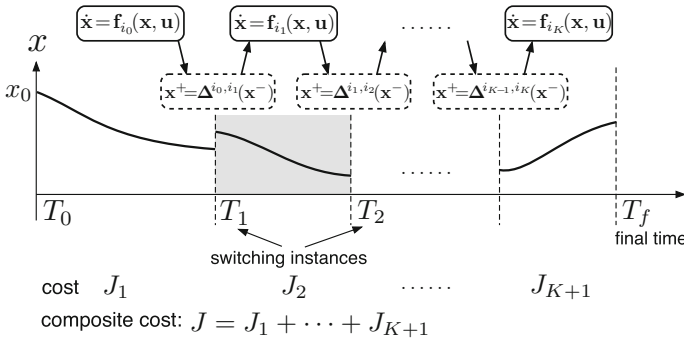 ẋ = f_{i_0}(x, u) ẋ = f_{i_1}(x, u) ...... ẋ = f_{i_K}(x, u)
x
x⁺=Δ^{i_0,i_1}(x⁻) x⁺=Δ^{i_1,i_2}(x⁻) x⁺=Δ^{i_{K-1},i_K}(x⁻)
x_0
......
T_0 T_1 T_2 T_f
final time
switching instances
cost J_1 J_2 ...... J_{K+1}
composite cost: J = J_1 + ⋯ + J_{K+1}